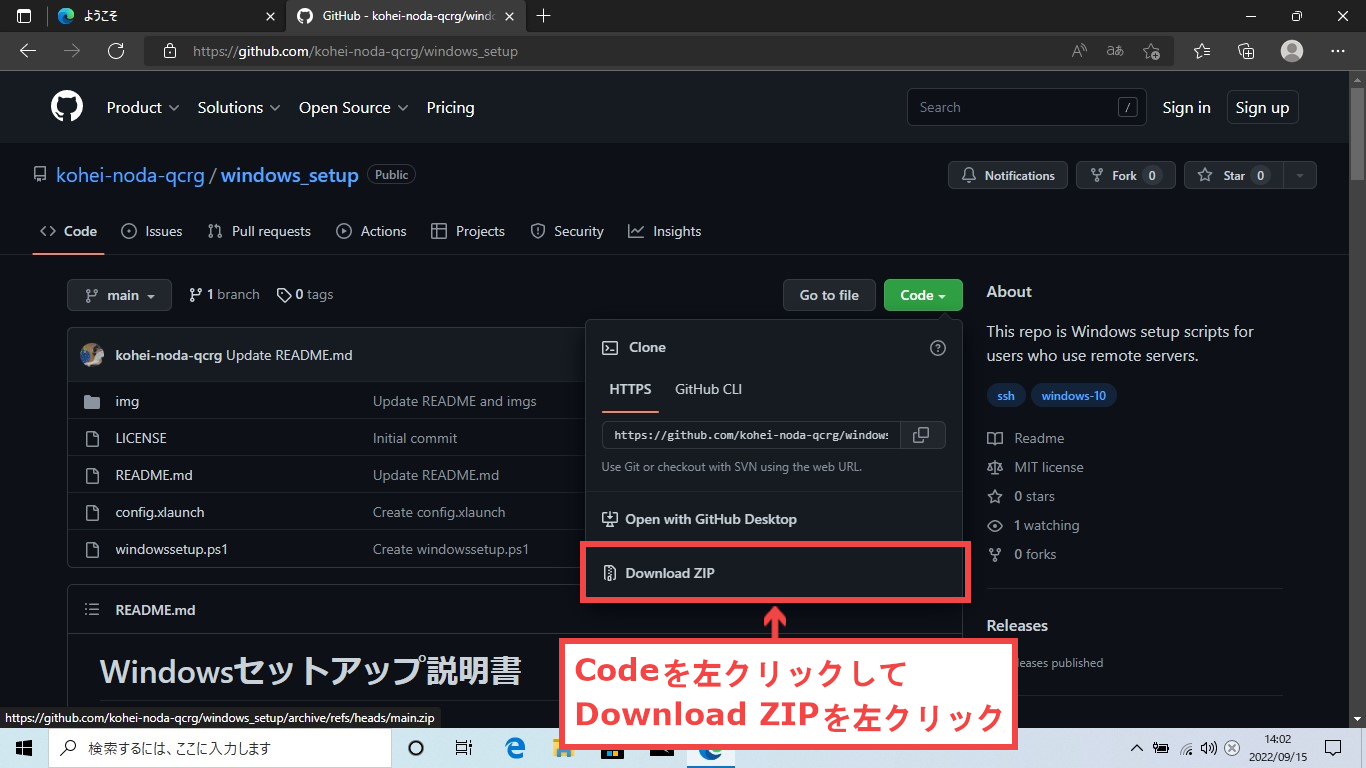 ようこそ
GitHub - kohei-noda-qcrg/wind
https://github.com/kohei-noda-qcrg/windows_setup
Product
Solutions
Open Source
Pricing
Search /
Sign in
Sign up
kohei-noda-qcrg / windows_setup Public
Notifications
Fork 0
Star 0
Code
Issues
Pull requests
Actions
Projects
Security
Insights
main
1 branch
0 tags
Go to file
Code
kohei-noda-qcrg Update README.md
img Update README and imgs
LICENSE Initial commit
README.md Update README.md
config.xlaunch Create config.xlaunch
windowssetup.ps1 Create windowssetup.ps1
Clone
HTTPS GitHub CLI
https://github.com/kohei-noda-qcrg/windows
Use Git or checkout with SVN using the web URL.
Open with GitHub Desktop
Download ZIP
About
This repo is Windows setup scripts for
users who use remote servers.
ssh windows-10
Readme
MIT license
0 stars
1 watching
0 forks
Releases
leases published
README.md
Windowsセットアップ説明書
Codeを左クリックして
Download ZIPを左クリック
https://github.com/kohei-noda-qcrg/windows_setup/archive/refs/heads/main.zip
検索するには、ここに入力します
14:02
2022/09/15